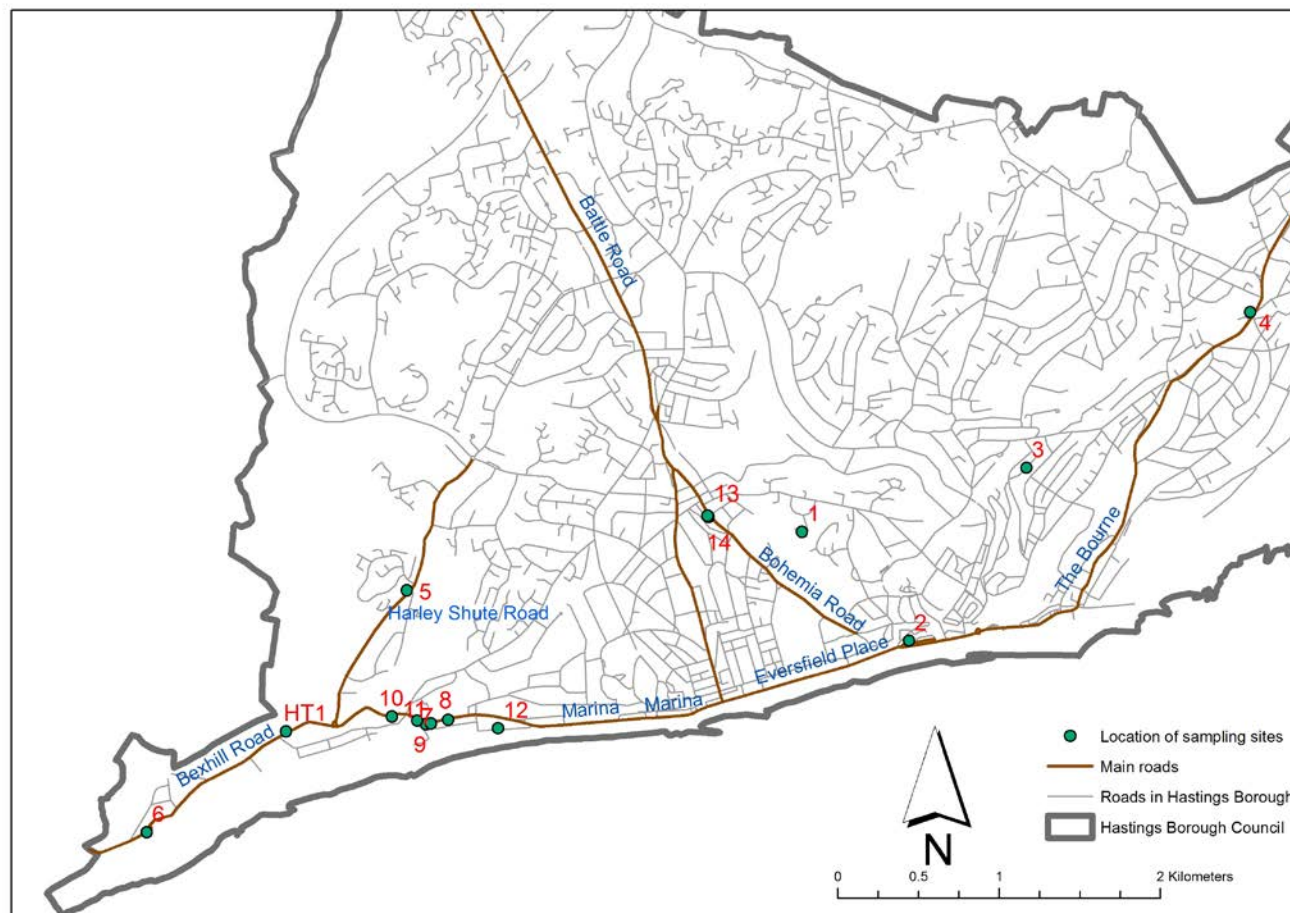 Battle Road
4
3
13
1
14
Bohemia Road
The Bourne
5
Harley Shute Road
2
Eversfield Place
Marina
Marina
10
11
7
8
12
9
HT1
Bexhill Road
6
N
Location of sampling sites
Main roads
Roads in Hastings Borough
Hastings Borough Council
0 0.5 1 2 Kilometers